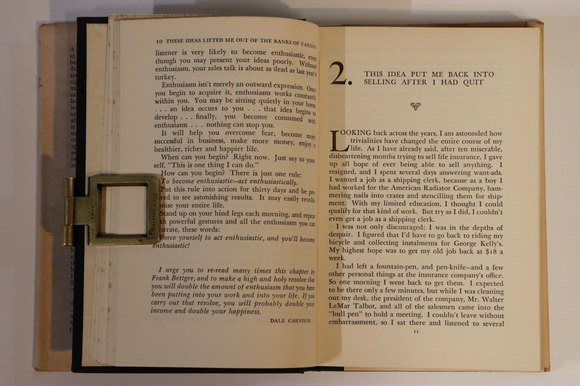 10 THESE IDEAS LIFTED ME OUT OF THE RANKS OF FAILURE
listener is very likely to become enthusiastic, even
though you may present your ideas poorly. Without
enthusiasm, your sales talk is about as dead as last year's
turkey.
Enthusiasm isn't merely an outward expression. Once
you begin to acquire it, enthusiasm works constantly
within you. You may be sitting quietly in your home
. . . an idea occurs to you . . . that idea begins to
develop . . . finally, you become consumed with
enthusiasm . . . nothing can stop you.
It will help you overcome fear, become more
successful in business, make more money, enjoy a
healthier, richer and happier life.
When can you begin? Right now. Just say to your-
self. "This is one thing I can do."
How can you begin? There is just one rule:
To become enthusiastic—act enthusiastically.
Put this rule into action for thirty days and be pre-
red to see astonishing results. It may easily revolu-
onise your entire life.
Stand up on your hind legs each morning, and repeat
with powerful gestures and all the enthusiasm you can
erate, these words:
Force yourself to act enthusiastic, and you'll become
enthusiastic!
I urge you to re-read many times this chapter by
Frank Bettger, and to make a high and holy resolve that
you will double the amount of enthusiasm that you have
been putting into your work and into your life. If you
carry out that resolve, you will probably double your
income and double your happiness.
DALE CARNEGIE.
2. THIS IDEA PUT ME BACK INTO
SELLING AFTER I HAD QUIT
LOOKING back across the years, I am astounded how
trivialities have changed the entire course of my
life. As I have already said, after ten miserable,
disheartening months trying to sell life insurance, I gave
up all hope of ever being able to sell anything. I
resigned, and I spent several days answering want-ads.
I wanted a job as a shipping clerk, because as a boy I
had worked for the American Radiator Company, ham-
mering nails into crates and stencilling them for ship-
ment. With my limited education, I thought I could
qualify for that kind of work. But try as I did, I couldn't
even get a job as a shipping clerk.
I was not only discouraged; I was in the depths of
despair. I figured that I'd have to go back to riding my
bicycle and collecting instalments for George Kelly's.
My highest hope was to get my old job back at $18 a
week.
I had left a fountain-pen, and pen-knife—and a few
other personal things at the insurance company's office.
So one morning I went back to get them. I expected to
be there only a few minutes, but while I was cleaning
out my desk, the president of the company, Mr. Walter
LeMar Talbot, and all of the salesmen came into the
"bull pen" to hold a meeting. I couldn't leave without
embarrassment, so I sat there and listened to several
11